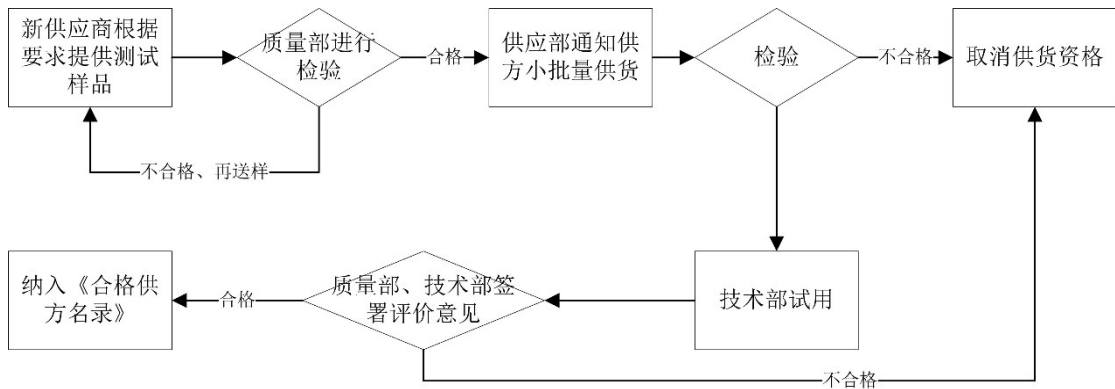 新供应商根据
要求提供测试
样品
质量部进行
检验
合格
供应部通知供
方小批量供货
检验
不合格
取消供货资格
不合格、再送样
纳入《合格供
方名录》
合格
质量部、技术部签
署评价意见
技术部试用
不合格